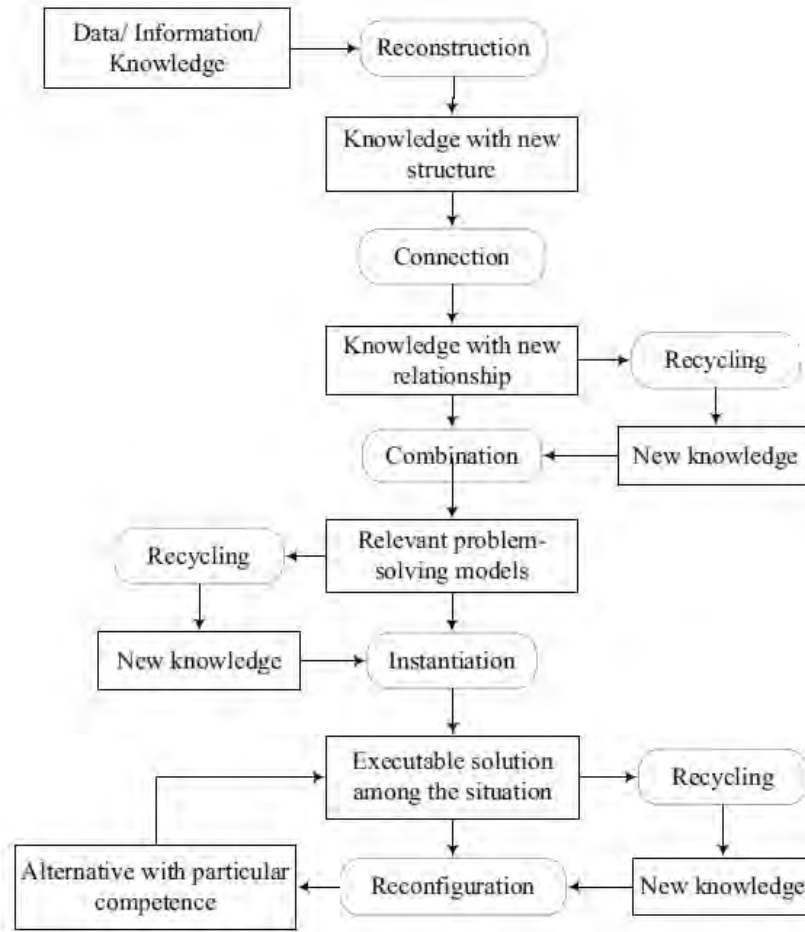 Data/ Information/
Knowledge
Reconstruction
Knowledge with new
structure
Connection
Knowledge with new
relationship
Recycling
Combination
New knowledge
Recycling
Relevant problem-
solving models
New knowledge
Instantiation
Executable solution
among the situation
Recycling
Alternative with particular
competence
Reconfiguration
New knowledge